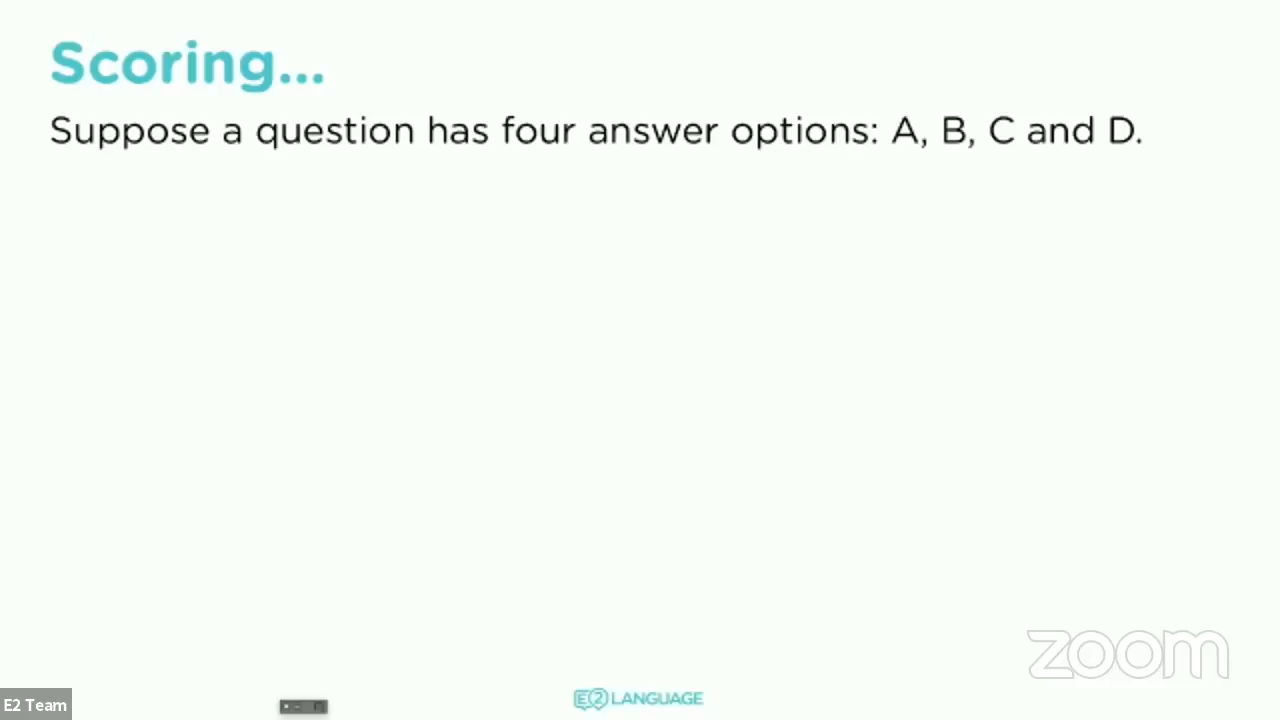 Scoring...
Suppose a question has four answer options: A, B, C and D.
zoom
E2 Team
E2 LANGUAGE